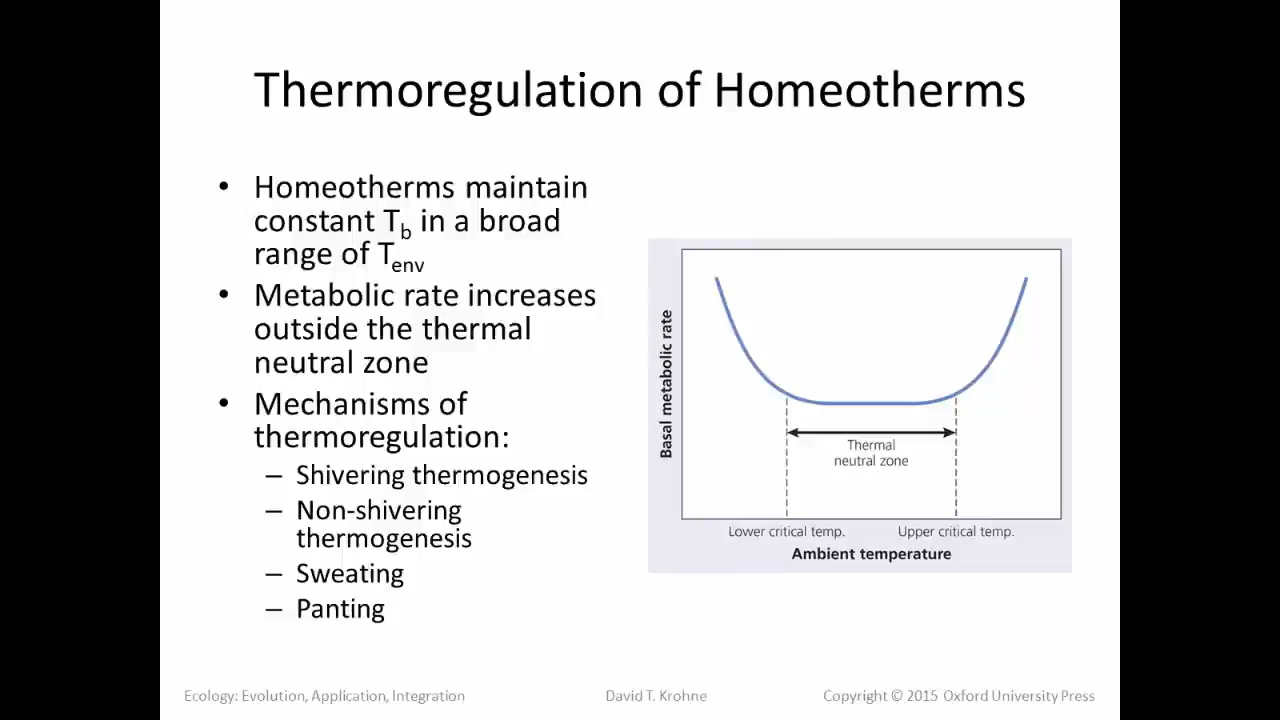 Thermoregulation of Homeotherms
• Homeotherms maintain
constant Tb in a broad
range of Tenv
• Metabolic rate increases
outside the thermal
neutral zone
• Mechanisms of
thermoregulation:
– Shivering thermogenesis
– Non-shivering
thermogenesis
– Sweating
– Panting
Basal metabolic rate
Thermal
neutral zone
Lower critical temp. Upper critical temp.
Ambient temperature
Ecology: Evolution, Application, Integration David T. Krohne Copyright © 2015 Oxford University Press